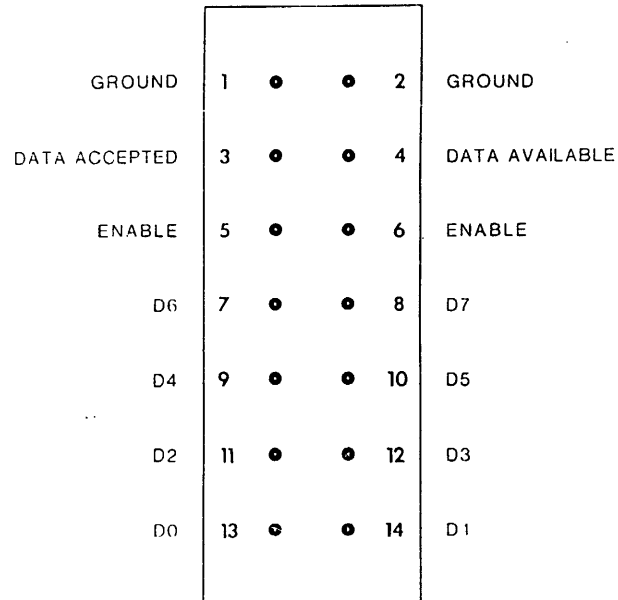 GROUND 1 2 GROUND
DATA ACCEPTED 3 4 DATA AVAILABLE
ENABLE 5 6 ENABLE
D6 7 8 D7
D4 9 10 D5
D2 11 12 D3
D0 13 14 D1